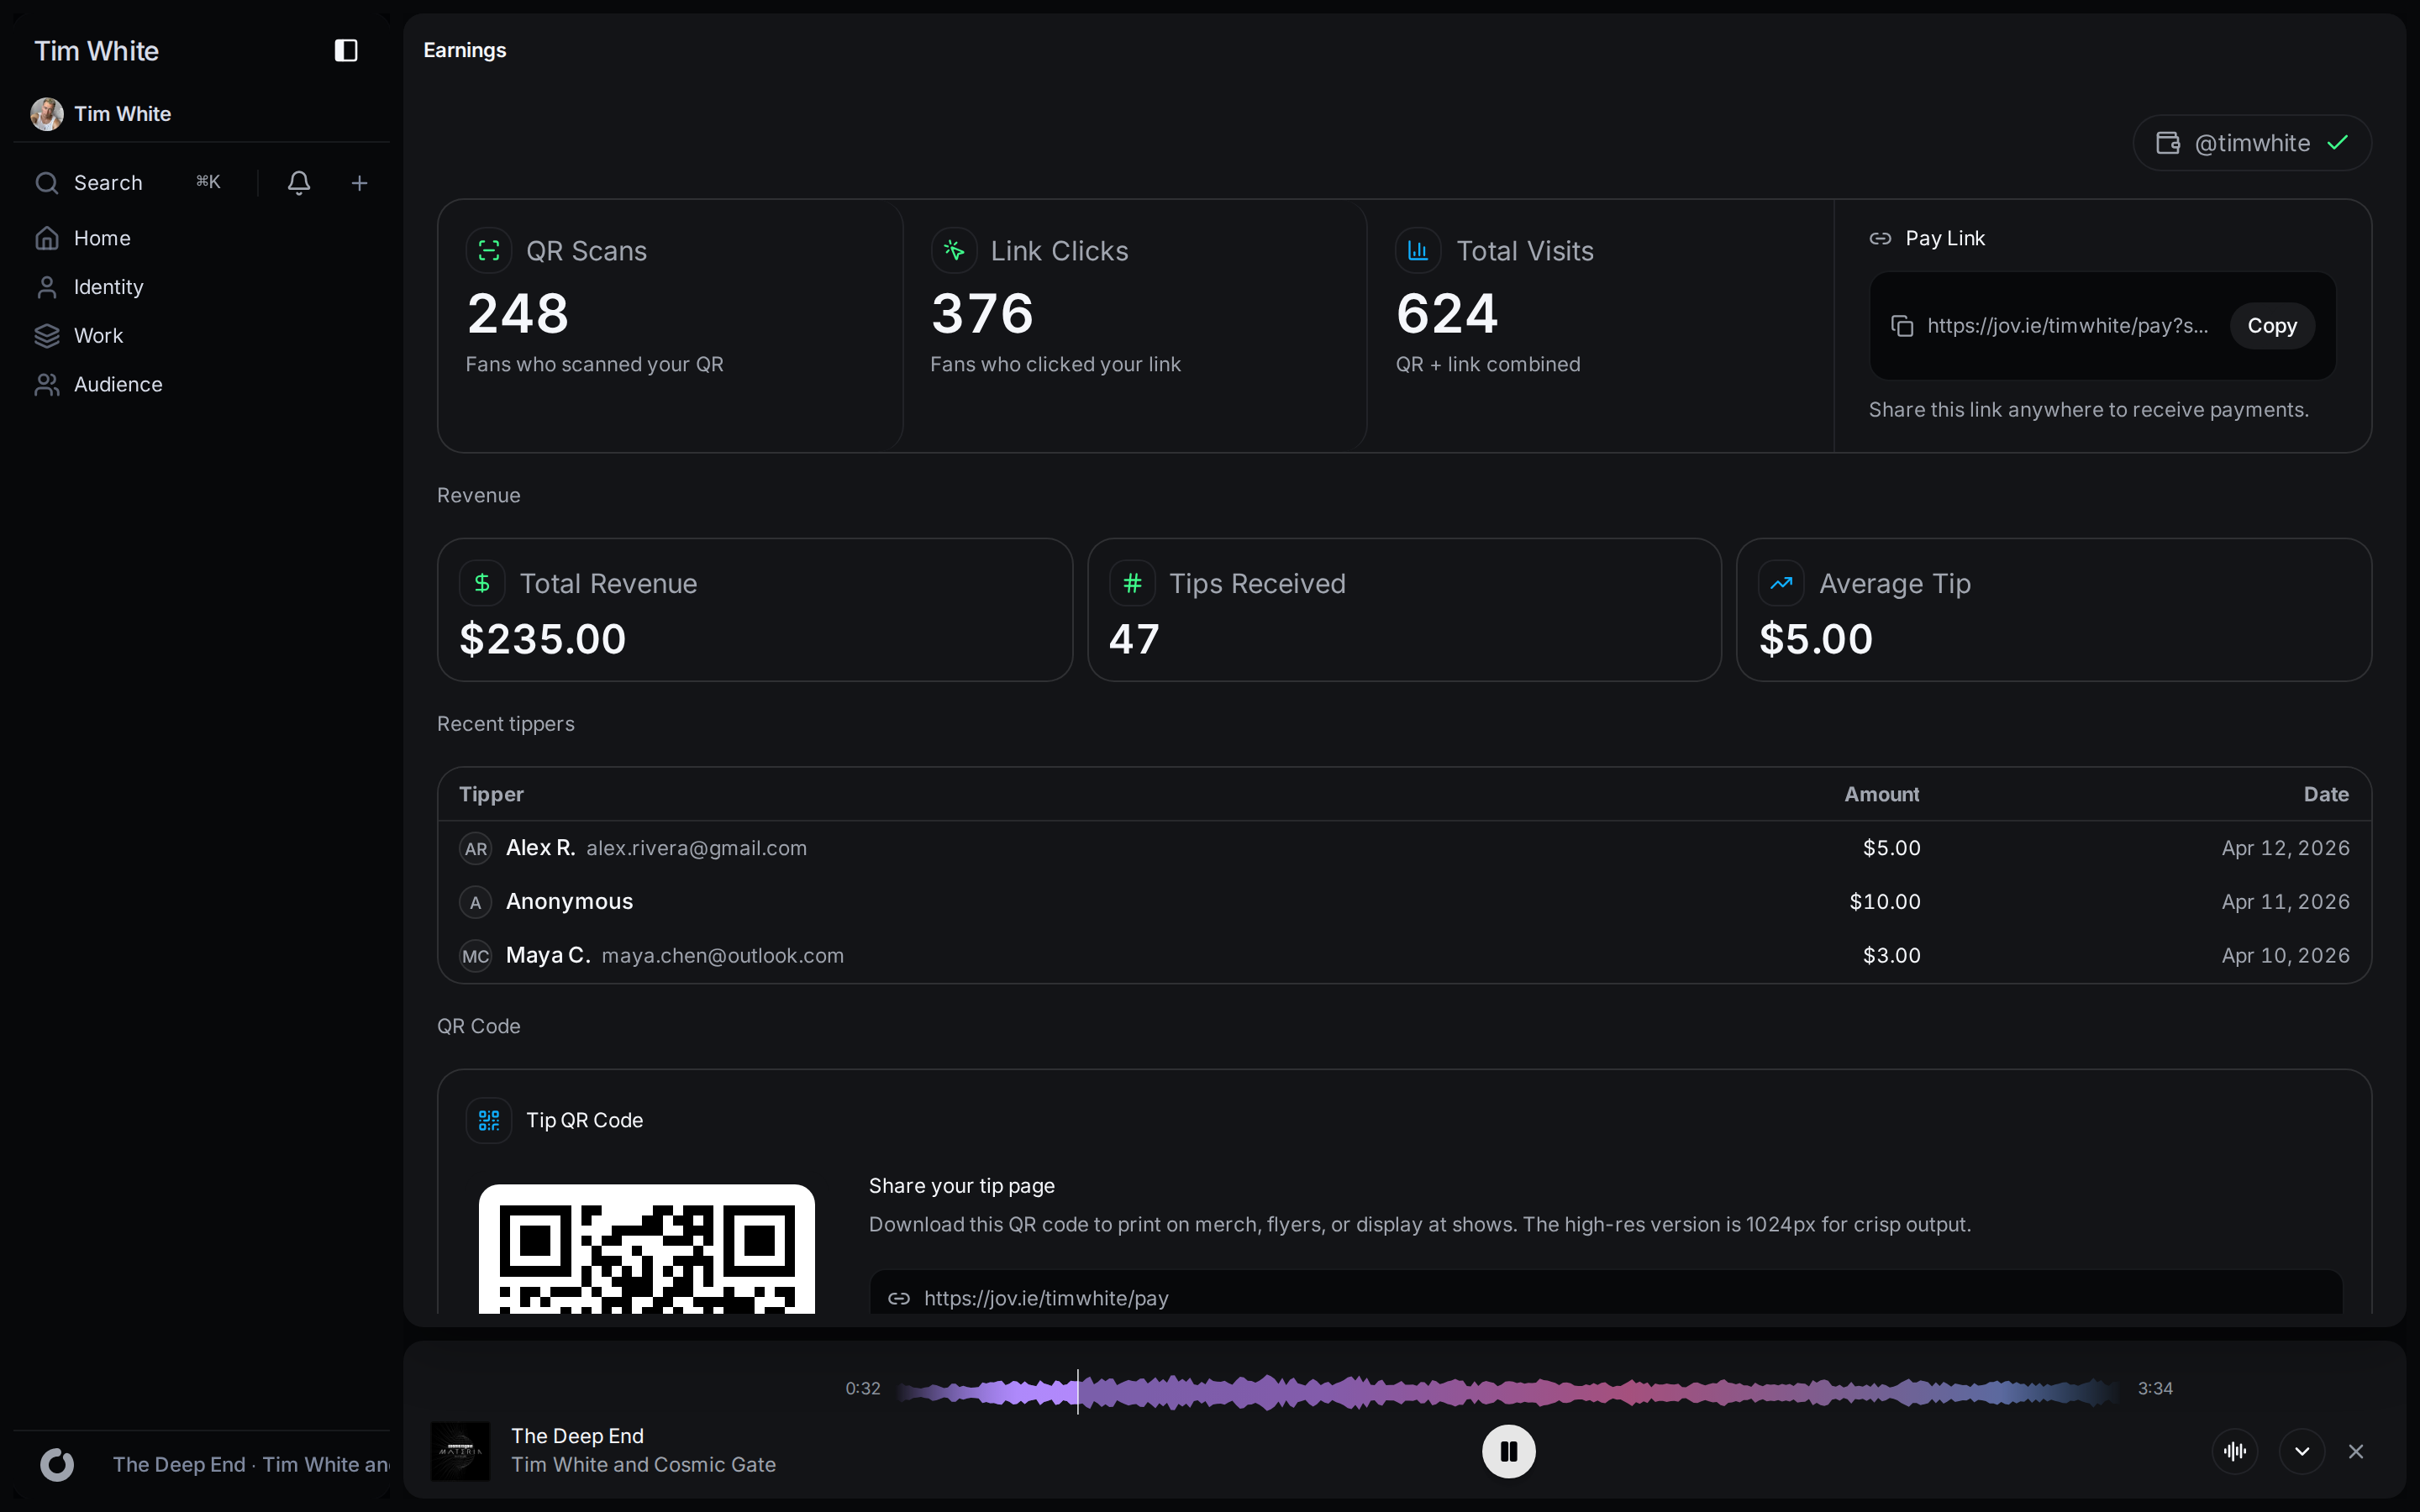 Tim White
Tim White
Search ⌘K
Home
Identity
Work
Audience
The Deep End · Tim White an
Earnings
@timwhite
QR Scans
248
Fans who scanned your QR
Link Clicks
376
Fans who clicked your link
Total Visits
624
QR + link combined
Pay Link
https://jov.ie/timwhite/pay?s...
Copy
Share this link anywhere to receive payments.
Revenue
Total Revenue
$235.00
Tips Received
47
Average Tip
$5.00
Recent tippers
Tipper Amount Date
AR Alex R. alex.rivera@gmail.com $5.00 Apr 12, 2026
A Anonymous $10.00 Apr 11, 2026
MC Maya C. maya.chen@outlook.com $3.00 Apr 10, 2026
QR Code
Tip QR Code
Share your tip page
Download this QR code to print on merch, flyers, or display at shows. The high-res version is 1024px for crisp output.
https://jov.ie/timwhite/pay
0:32 3:34
MATERIA
The Deep End
Tim White and Cosmic Gate